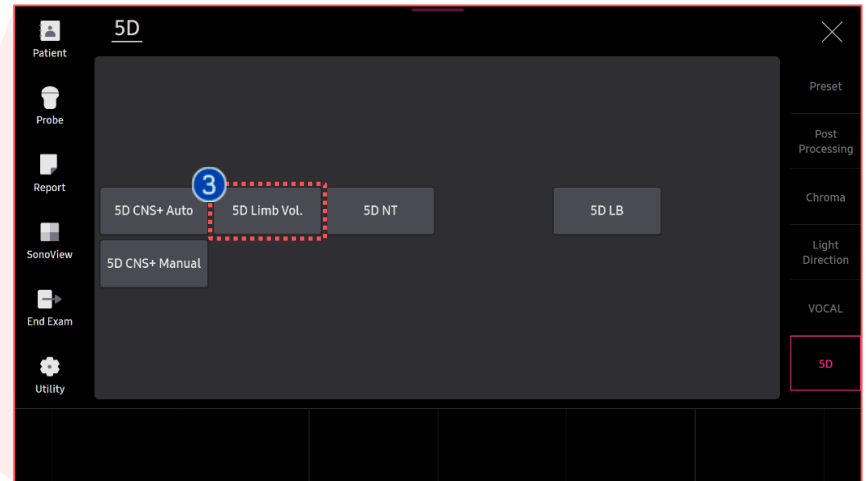 5D
Patient
Probe
Report
SonoView
End Exam
Utility
3
5D CNS+ Auto
5D Limb Vol.
5D NT
5D LB
5D CNS+ Manual
Preset
Post
Processing
Chroma
Light
Direction
VOCAL
5D